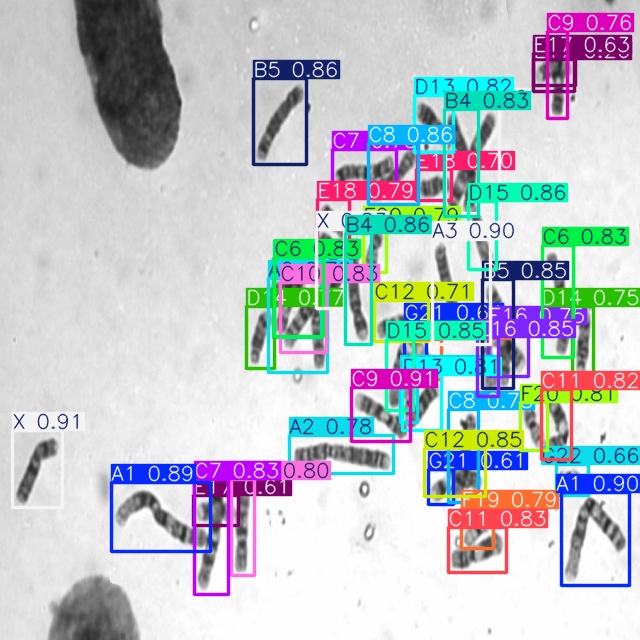 C9 0.76
E17 0.63
B5 0.86
D13 0.82
B4 0.83
C8 0.86
C7
E18 0.70
E18 0.79
D15 0.86
X
B4 0.86
A3 0.90
C6 0.83
C6 0.83
C10 0.83
B5 0.85
C12 0.71
D14
D14 0.75
G21
16 0.85
D15 0.85
D13 0.81
C9 0.91
C11 0.82
C8
F20 0.81
X 0.91
A2 0.78
C12 0.85
G22 0.66
G21 0.61
A1 0.89
C7 0.83
0.80
0.61
A1 0.90
F19 0.79
C11 0.83